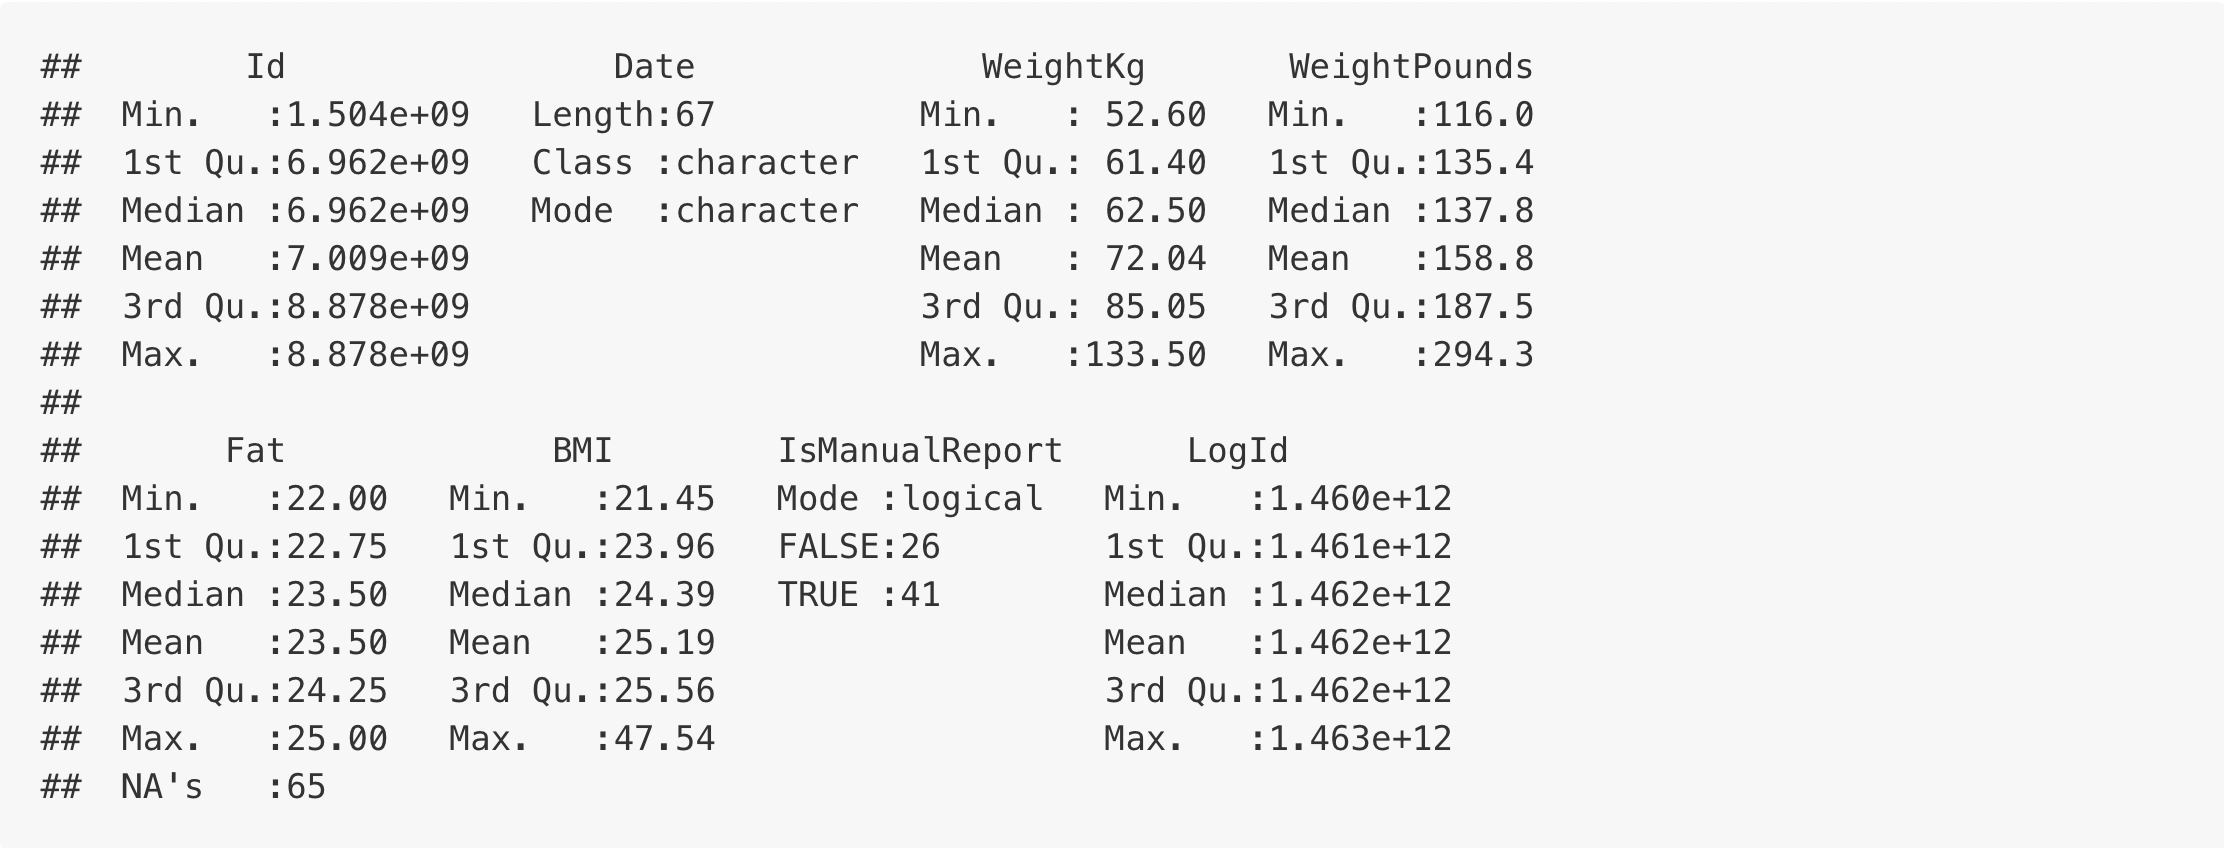 ##        Id                Date              WeightKg       WeightPounds
##  Min.   :1.504e+09   Length:67          Min.   : 52.60   Min.   :116.0
##  1st Qu.:6.962e+09   Class :character   1st Qu.: 61.40   1st Qu.:135.4
##  Median :6.962e+09   Mode  :character   Median : 62.50   Median :137.8
##  Mean   :7.009e+09                      Mean   : 72.04   Mean   :158.8
##  3rd Qu.:8.878e+09                      3rd Qu.: 85.05   3rd Qu.:187.5
##  Max.   :8.878e+09                      Max.   :133.50   Max.   :294.3
##
##       Fat             BMI        IsManualReport      LogId
##  Min.   :22.00   Min.   :21.45   Mode :logical   Min.   :1.460e+12
##  1st Qu.:22.75   1st Qu.:23.96   FALSE:26        1st Qu.:1.461e+12
##  Median :23.50   Median :24.39   TRUE :41        Median :1.462e+12
##  Mean   :23.50   Mean   :25.19                   Mean   :1.462e+12
##  3rd Qu.:24.25   3rd Qu.:25.56                   3rd Qu.:1.462e+12
##  Max.   :25.00   Max.   :47.54                   Max.   :1.463e+12
##  NA's   :65